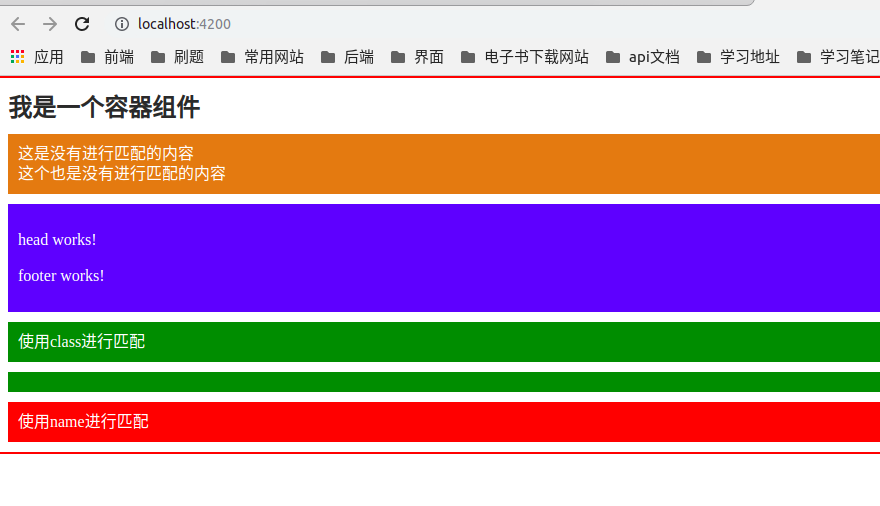 localhost:4200
应用 前端 刷题 常用网站 后端 界面 电子书下载网站 api文档 学习地址 学习笔记
我是一个容器组件
这是没有进行匹配的内容
这个也是没有进行匹配的内容
head works!
footer works!
使用class进行匹配
使用name进行匹配